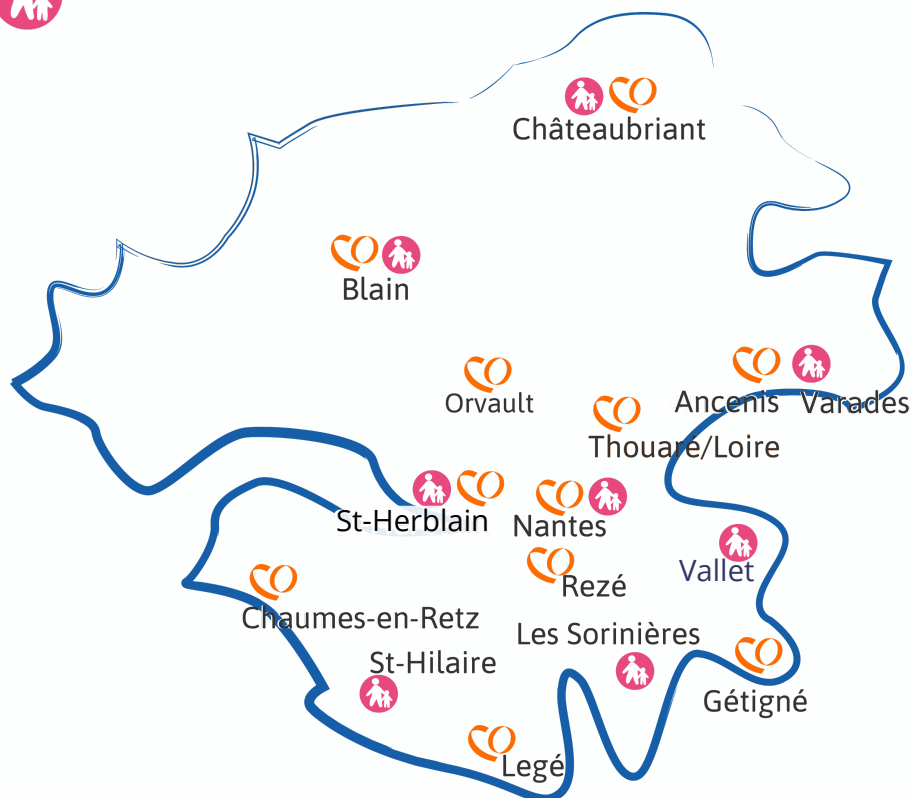 Châteaubriant
Blain
Orvault
Ancenis
Varades
Thouaré/Loire
St-Herblain
Nantes
Vallet
Rezé
Chaumes-en-Retz
Les Sorinières
St-Hilaire
Gétigné
Legé